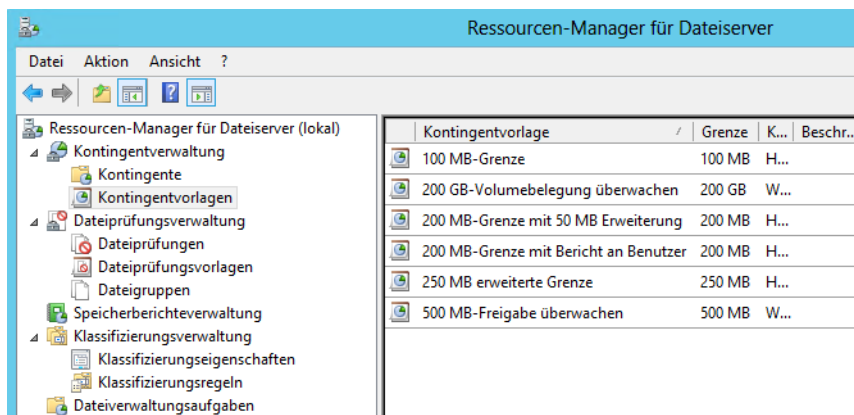 Ressourcen-Manager für Dateiserver
Datei Aktion Ansicht ?
Ressourcen-Manager für Dateiserver (lokal)
Kontingentverwaltung
Kontingente
Kontingentvorlagen
Dateiprüfungsverwaltung
Dateiprüfungen
Dateiprüfungsvorlagen
Dateigruppen
Speicherberichteverwaltung
Klassifizierungsverwaltung
Klassifizierungseigenschaften
Klassifizierungsregeln
Dateiverwaltungsaufgaben
Kontingentvorlage Grenze K... Beschr...
100 MB-Grenze 100 MB H...
200 GB-Volumebelegung überwachen 200 GB W...
200 MB-Grenze mit 50 MB Erweiterung 200 MB H...
200 MB-Grenze mit Bericht an Benutzer 200 MB H...
250 MB erweiterte Grenze 250 MB H...
500 MB-Freigabe überwachen 500 MB W...